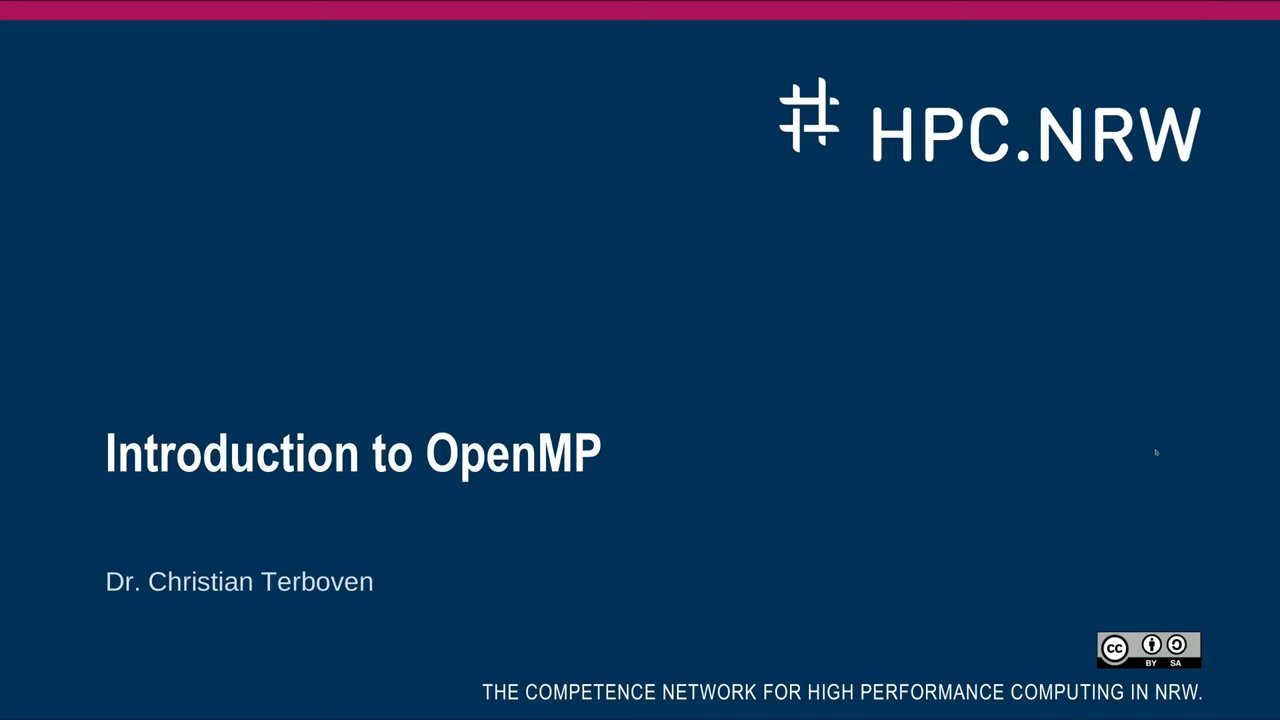 HPC.NRW
Introduction to OpenMP
Dr. Christian Terboven
cc
BY SA
THE COMPETENCE NETWORK FOR HIGH PERFORMANCE COMPUTING IN NRW.